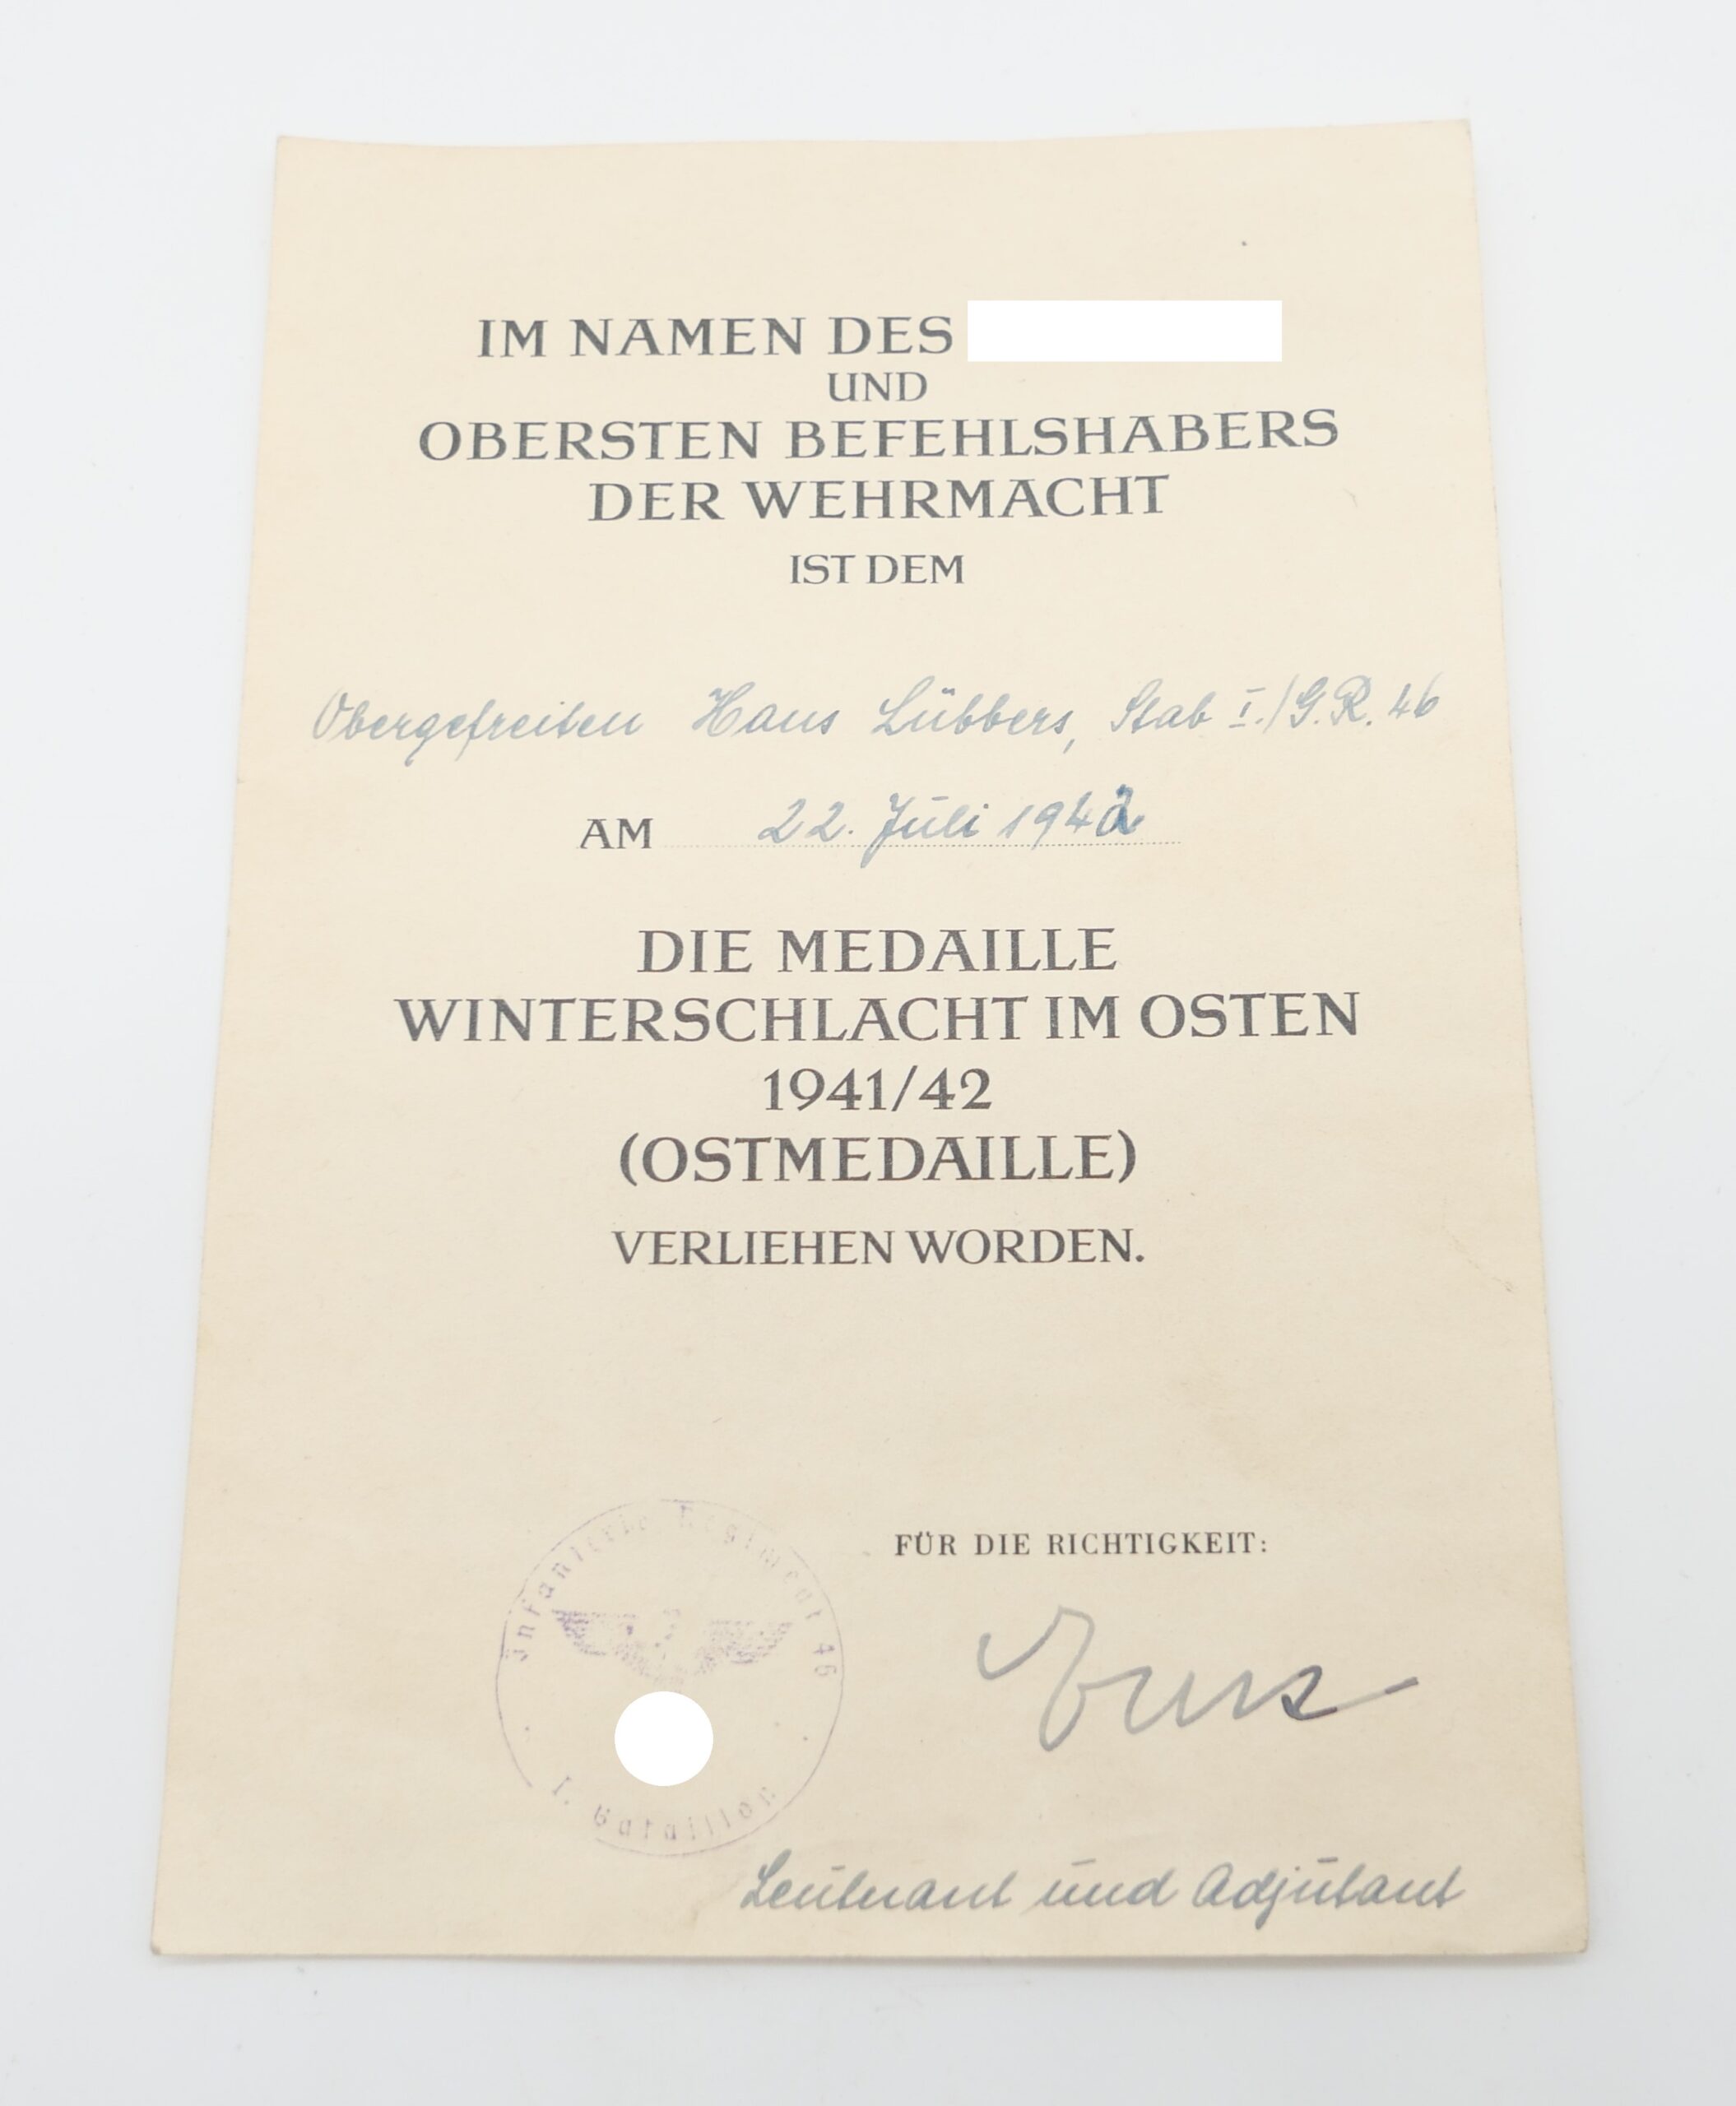 IM NAMEN DES
UND
OBERSTEN BEFEHLSHABERS
DER WEHRMACHT
IST DEM
Obergefreiten Hans Lübbers, Stab I./G.R. 46
AM 22. Juli 1942
DIE MEDAILLE
WINTERSCHLACHT IM OSTEN
1941/42
(OSTMEDAILLE)
VERLIEHEN WORDEN.
FÜR DIE RICHTIGKEIT:
Infanterie Regiment 46
I. Bataillon
Leutnant und Adjutant